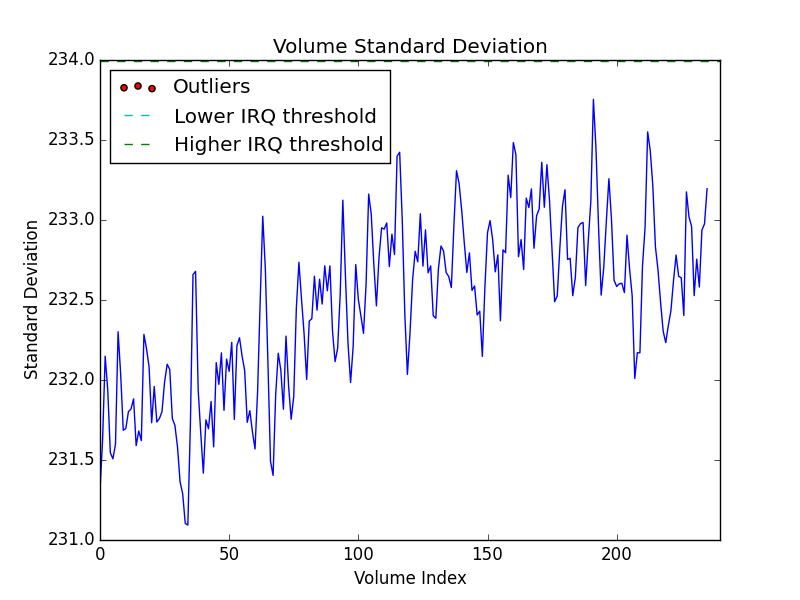 Volume Standard Deviation
234.0
233.5
233.0
232.5
232.0
231.5
231.0
Standard Deviation
Outliers
Lower IRQ threshold
Higher IRQ threshold
0
50
100
150
200
Volume Index